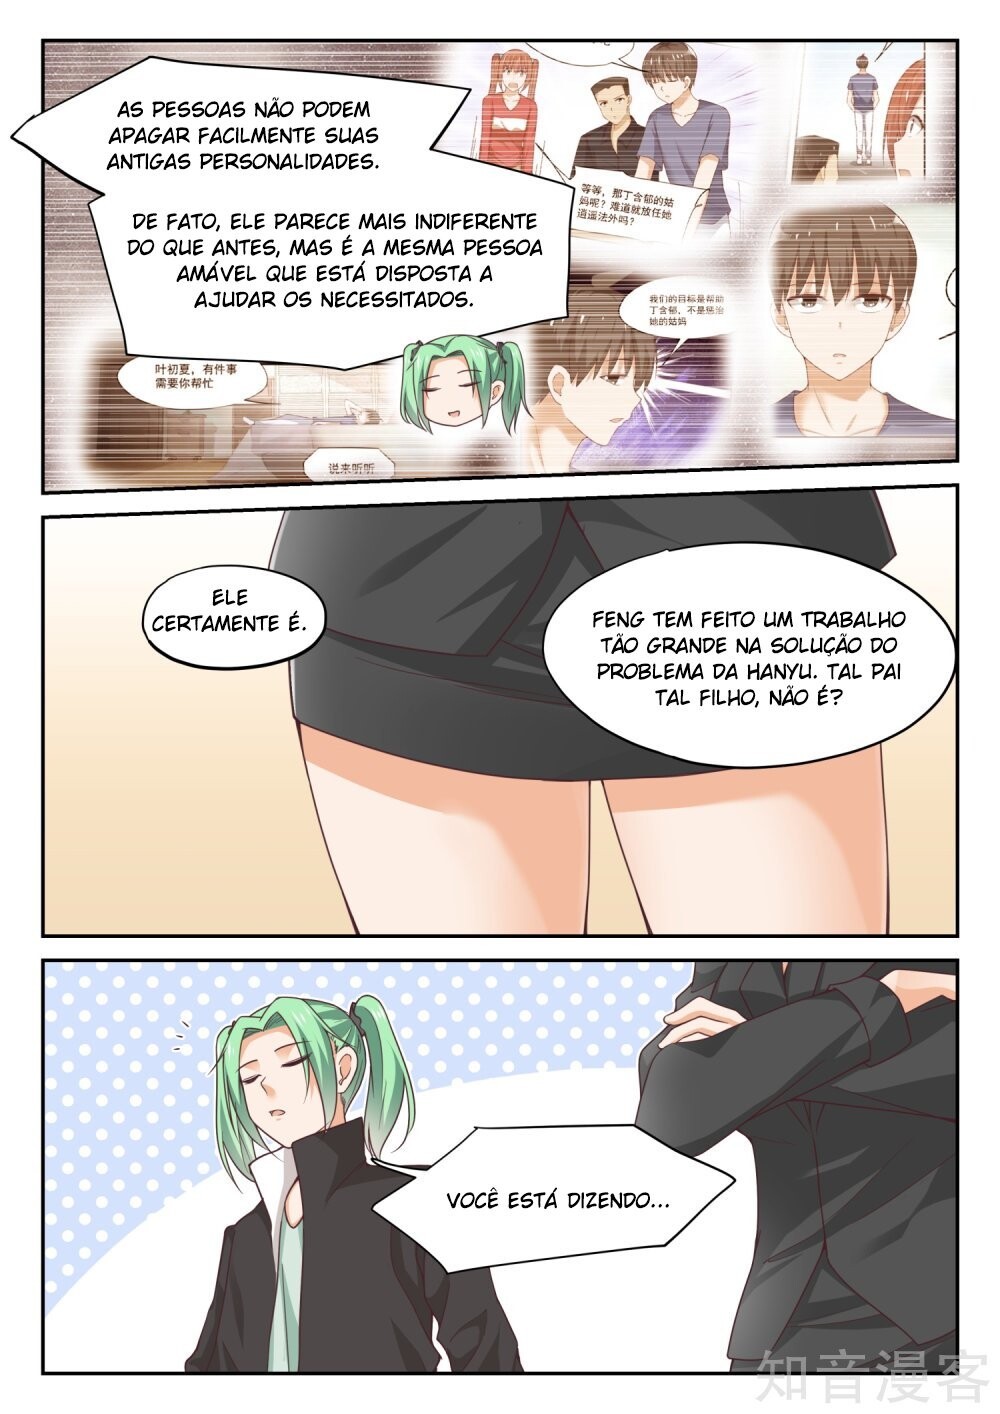 AS PESSOAS NÃO PODEM
APAGAR FACILMENTE SUAS
ANTIGAS PERSONALIDADES.
DE FATO, ELE PARECE MAIS INDIFERENTE
DO QUE ANTES, MAS É A MESMA PESSOA
AMÁVEL QUE ESTÁ DISPOSTA A
AJUDAR OS NECESSITADOS.
等等，那丁含郁的姑
妈呢？难道就放任她
逍遥法外吗？
我们的目标是帮助
丁含郁，不是惩治
她的姑妈
叶初夏，有件事
需要你帮忙
说来听听
ELE
CERTAMENTE É.
FENG TEM FEITO UM TRABALHO
TÃO GRANDE NA SOLUÇÃO DO
PROBLEMA DA HANYU. TAL PAI
TAL FILHO, NÃO É?
VOCÊ ESTÁ DIZENDO...
知音漫客